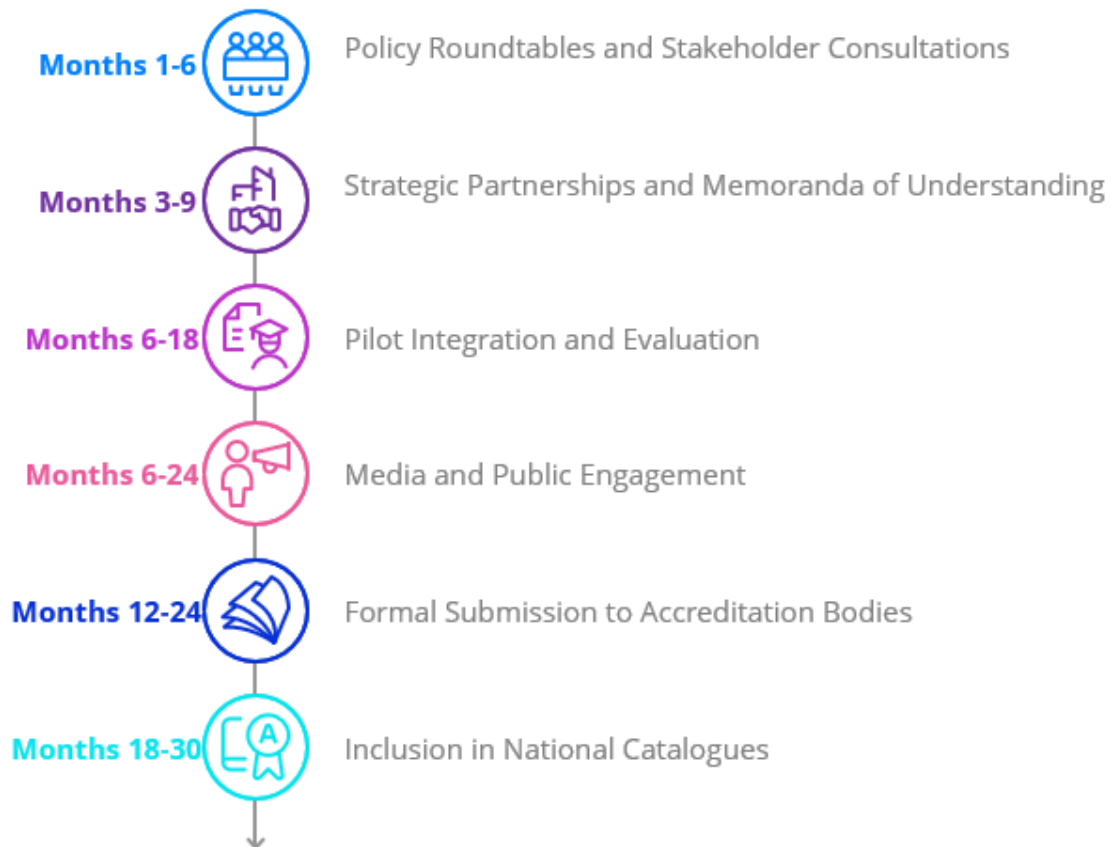 Months 1-6
Policy Roundtables and Stakeholder Consultations
Months 3-9
Strategic Partnerships and Memoranda of Understanding
Months 6-18
Pilot Integration and Evaluation
Months 6-24
Media and Public Engagement
Months 12-24
Formal Submission to Accreditation Bodies
Months 18-30
A
Inclusion in National Catalogues